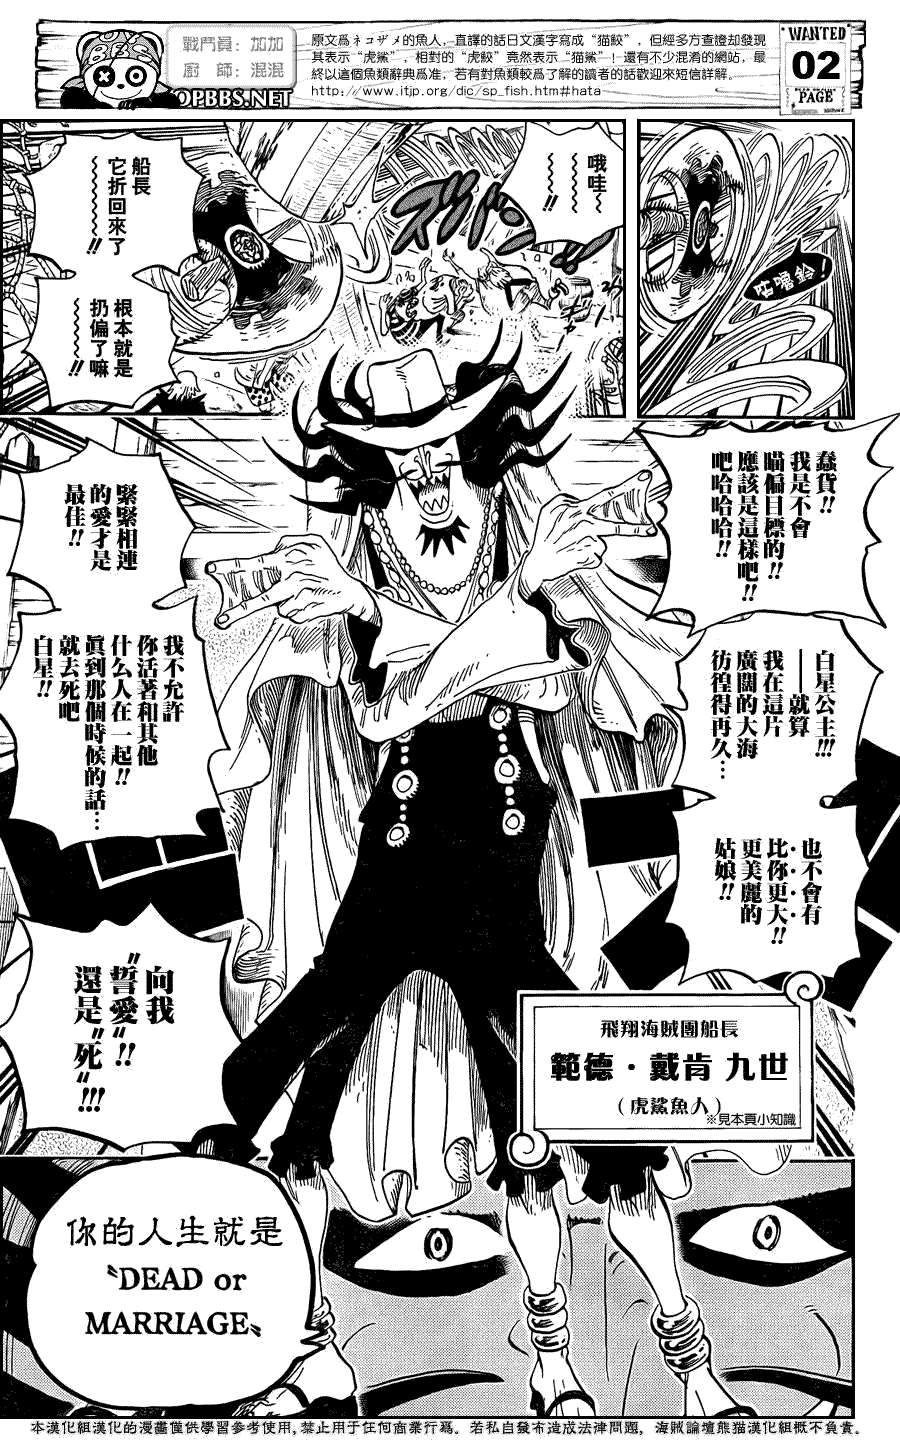 戰鬥員：加加
廚　師：混混
OPBBS.NET
原文爲ネコザメ的魚人，直譯的話日文漢字寫成“猫鮫”，但經多方查證却發現
其表示“虎鯊”，相對的“虎鮫”竟然表示“猫鯊”！還有不少混淆的網站，最
終以這個魚類辭典爲准，若有對魚類較爲了解的讀者的話歡迎來短信詳解。
http://www.itjp.org/dic/sp_fish.htm#hata
WANTED
02
PAGE
咕嚕鈴！
哦哇～
船長
它折回來了
～～～～!!
根本就是
扔偏了嘛
～～～～!!
蠢貨!!
我是不會
瞄偏目標的!!
應該是這樣吧!!
吧哈哈哈!!
白星公主!!!
——就算
我在這片
廣闊的大海
彷徨得再久…
也不會有
比你更大!!
更美麗的
姑娘!!
緊緊相連
的愛才是
最佳!!
我不允許
你活著和其他
什么人在一起!!
眞到那個時候的話…
就去死吧
白星!!
向我
〝誓愛〟!!
還是〝死〟!!!
飛翔海賊團船長
範德・戴肯 九世
（虎鯊魚人）
※見本頁小知識
你的人生就是
〝DEAD or
MARRIAGE〟
本漢化組漢化的漫畫僅供學習參考使用,禁止用于任何商業行爲。若私自發布造成法律問題，海賊論壇熊猫漢化組概不負責。